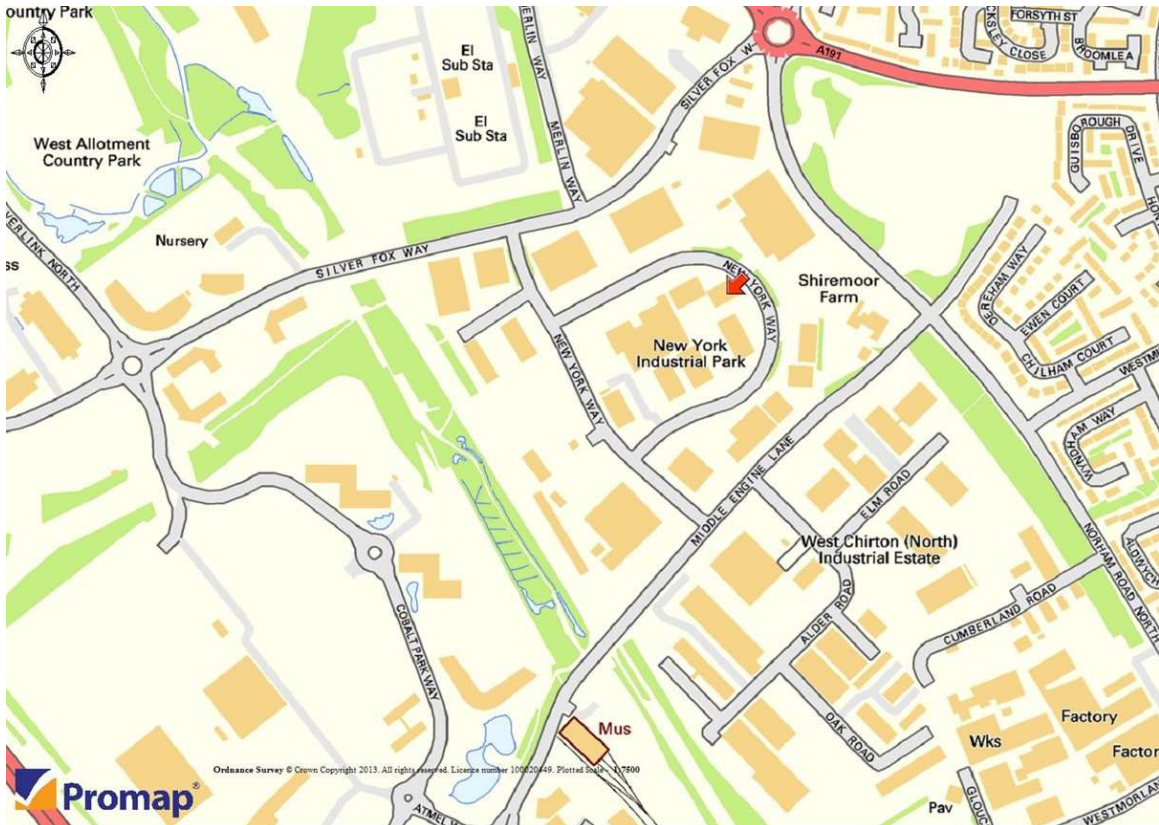 ountry Park
MERLIN WAY
El
Sub Sta
El
Sub Sta
MERLIN WAY
SILVER FOX W
A191
CKSLEY CLOSE
FORSYTH ST
BROOMLEA
GUISBOROUGH DRIVE
HO
West Allotment
Country Park
VERLINK NORTH
ss
Nursery
SILVER FOX WAY
NEW YORK WAY
Shiremoor
Farm
DEREHAM WAY
EWEN COURT
CHILHAM COURT
WESTM
NEW YORK WAY
New York
Industrial Park
WYNDHAM WAY
MIDDLE ENGINE LANE
ELM ROAD
West Chirton (North)
Industrial Estate
NORHAM ROAD NORTH
ALDWYCH
COBALT PARK WAY
ALDER ROAD
CUMBERLAND ROAD
OAK ROAD
Mus
Wks
Factory
Factor
Ordnance Survey © Crown Copyright 2013. All rights reserved. Licence number 100020449. Plotted Scale - 1:7500
Promap®
ATMEL W
Pav
GLOUC
WESTMORLAN